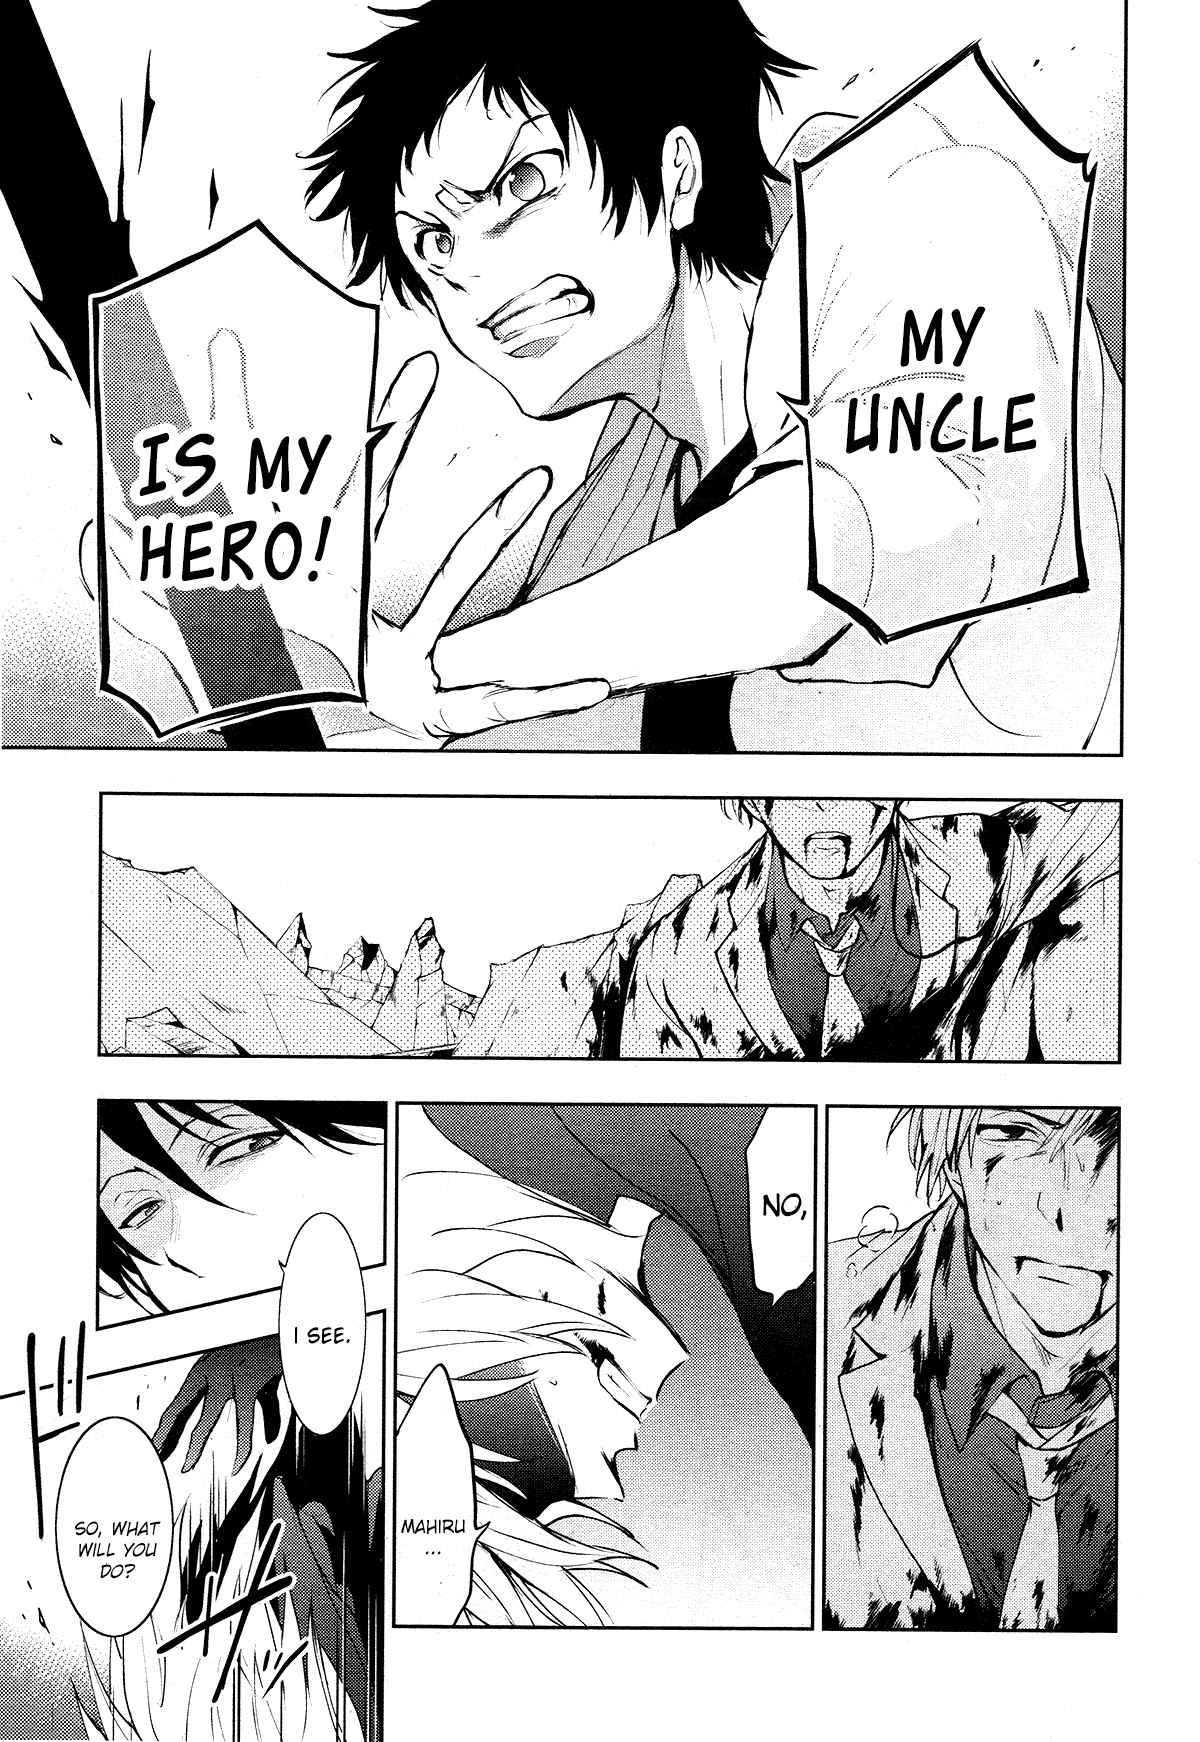 MY
UNCLE
IS MY
HERO!
NO,
MAHIRU
...
I SEE.
SO, WHAT
WILL YOU
DO?